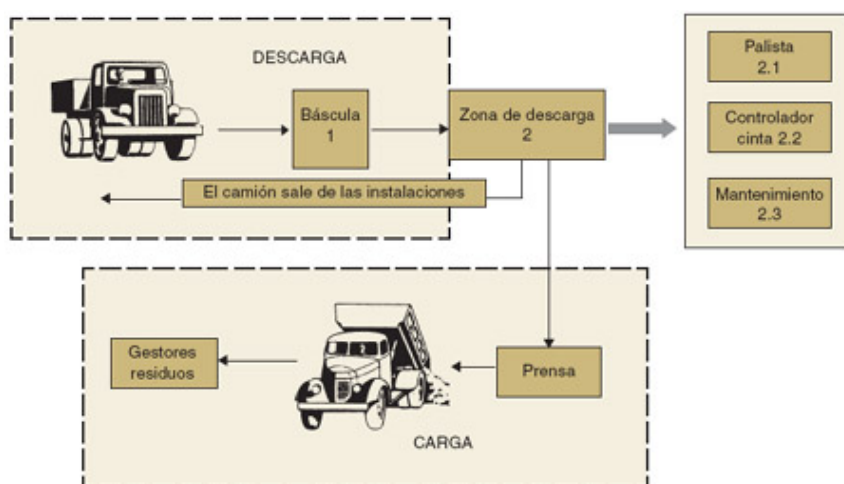 DESCARGA
Báscula
1
Zona de descarga
2
Palista
2.1
Controlador
cinta 2.2
Mantenimiento
2.3
El camión sale de las instalaciones
Gestores
residuos
Prensa
CARGA